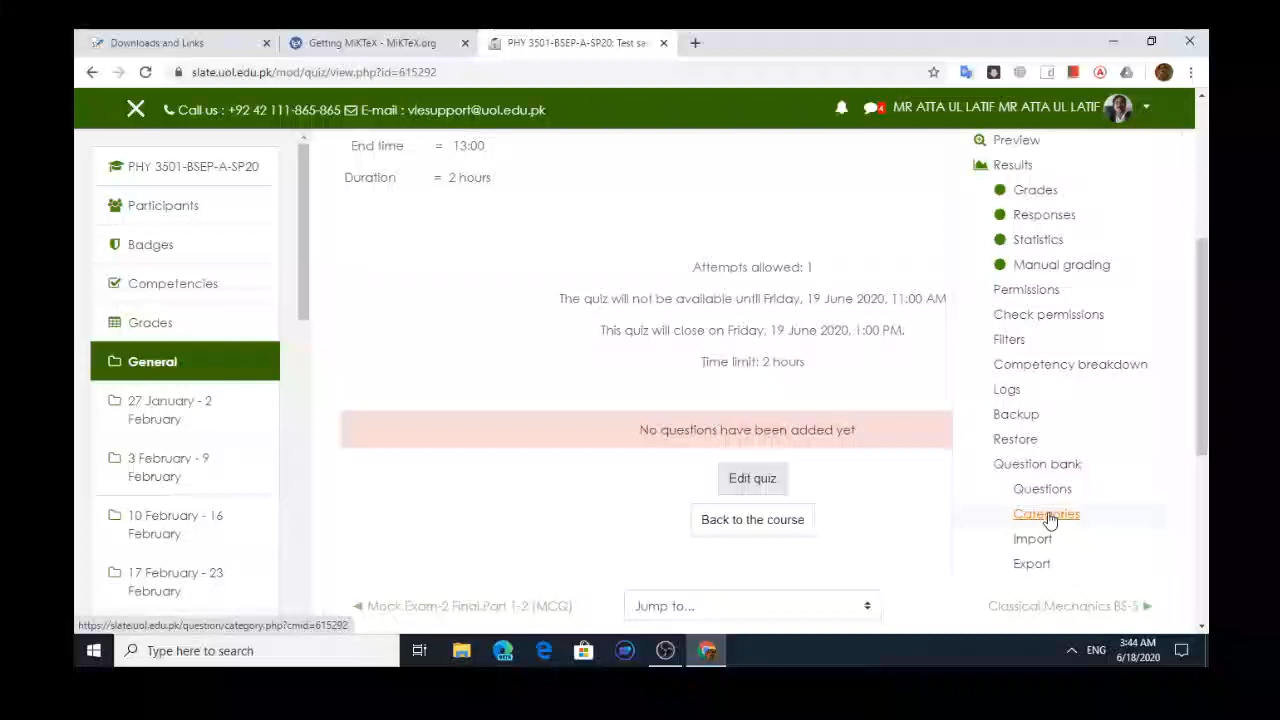 Downloads and Links
Getting MiKTeX - MiKTeX.org
PHY 3501-BSEP-A-SP20: Test se
slate.uol.edu.pk/mod/quiz/view.php?id=615292
Call us : +92 42 111-865-865 E-mail : vlesupport@uol.edu.pk
4
MR ATTA UL LATIF MR ATTA UL LATIF
PHY 3501-BSEP-A-SP20
Participants
Badges
Competencies
Grades
General
27 January - 2
February
3 February - 9
February
10 February - 16
February
17 February - 23
February
End time = 13:00
Duration = 2 hours
Attempts allowed: 1
The quiz will not be available until Friday, 19 June 2020, 11:00 AM
This quiz will close on Friday, 19 June 2020, 1:00 PM.
Time limit: 2 hours
No questions have been added yet
Edit quiz
Back to the course
◄ Mock Exam-2 Final Part 1-2 (MCQ)
Jump to...
Classical Mechanics BS-5 ►
Preview
Results
Grades
Responses
Statistics
Manual grading
Permissions
Check permissions
Filters
Competency breakdown
Logs
Backup
Restore
Question bank
Questions
Categories
Import
Export
https://slate.uol.edu.pk/question/category.php?cmid=615292
Type here to search
ENG
3:44 AM
6/18/2020